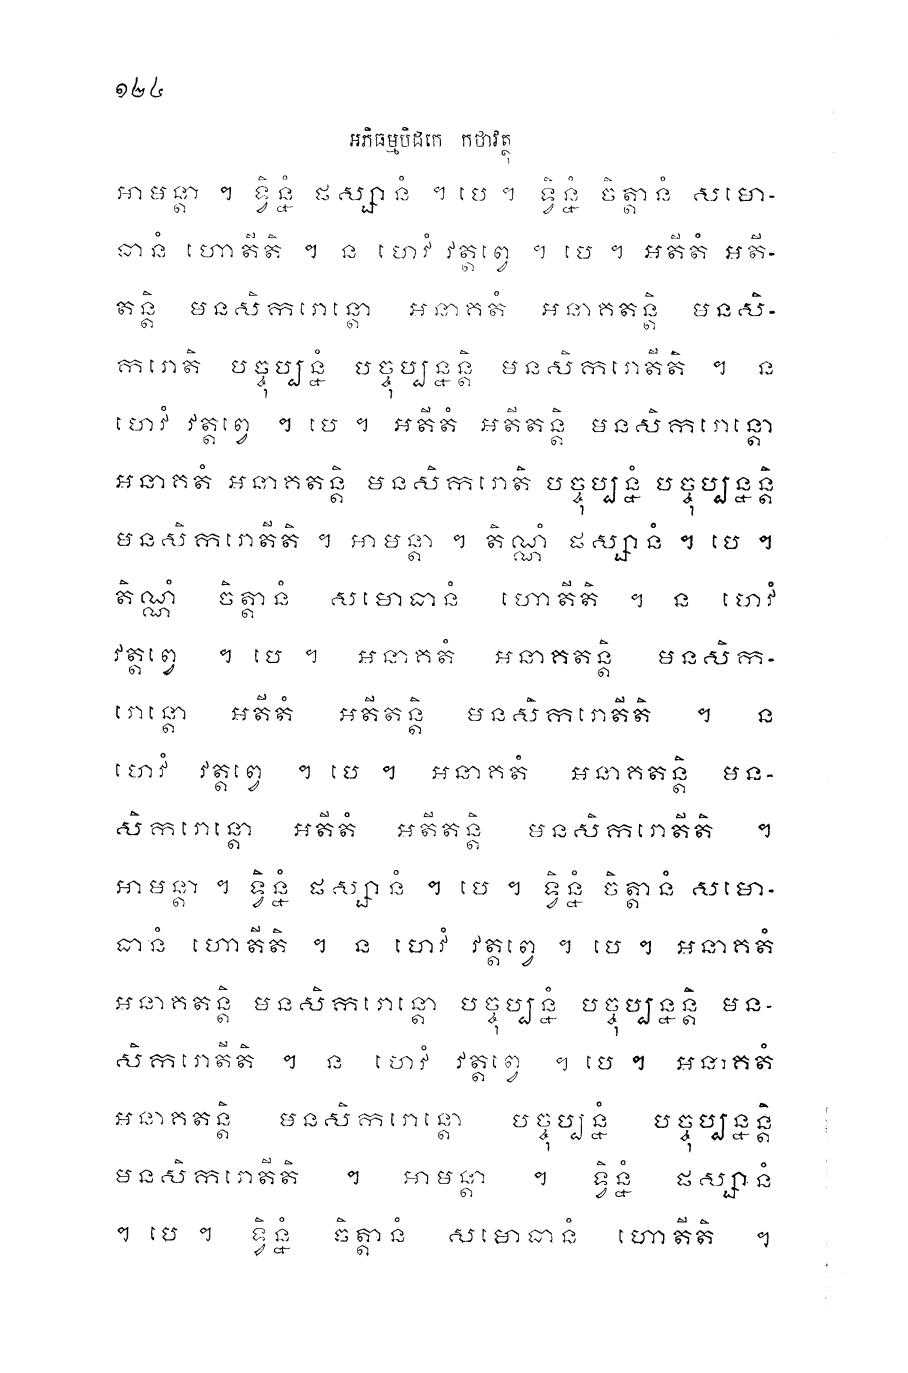 ១២៤
អភិធម្មបិដកេ កថាវត្ថុ
អាមន្តា ។ ទ្វិន្នំ ផស្សានំ ។ បេ ។ ទ្វិន្នំ ចិត្តានំ សមោ-
ធានំ ហោតីតិ ។ ន ហេវំ វត្តព្វេ ។ បេ ។ អតីតំ អតី-
តន្តិ មនសិករោន្តោ អនាគតំ អនាគតន្តិ មនសិ-
ករោតិ បច្ចុប្បន្នំ បច្ចុប្បន្នន្តិ មនសិករោតីតិ ។ ន
ហេវំ វត្តព្វេ ។ បេ ។ អតីតំ អតីតន្តិ មនសិករោន្តោ
អនាគតំ អនាគតន្តិ មនសិករោតិ បច្ចុប្បន្នំ បច្ចុប្បន្នន្តិ
មនសិករោតីតិ ។ អាមន្តា ។ តិណ្ណំ ផស្សានំ ។ បេ ។
តិណ្ណំ ចិត្តានំ សមោធានំ ហោតីតិ ។ ន ហេវំ
វត្តព្វេ ។ បេ ។ អនាគតំ អនាគតន្តិ មនសិក-
រោន្តោ អតីតំ អតីតន្តិ មនសិករោតីតិ ។ ន
ហេវំ វត្តព្វេ ។ បេ ។ អនាគតំ អនាគតន្តិ មន-
សិករោន្តោ អតីតំ អតីតន្តិ មនសិករោតីតិ ។
អាមន្តា ។ ទ្វិន្នំ ផស្សានំ ។ បេ ។ ទ្វិន្នំ ចិត្តានំ សមោ-
ធានំ ហោតីតិ ។ ន ហេវំ វត្តព្វេ ។ បេ ។ អនាគតំ
អនាគតន្តិ មនសិករោន្តោ បច្ចុប្បន្នំ បច្ចុប្បន្នន្តិ មន-
សិករោតីតិ ។ ន ហេវំ វត្តព្វេ ។ បេ ។ អនាគតំ
អនាគតន្តិ មនសិករោន្តោ បច្ចុប្បន្នំ បច្ចុប្បន្នន្តិ
មនសិករោតីតិ ។ អាមន្តា ។ ទ្វិន្នំ ផស្សានំ
។ បេ ។ ទ្វិន្នំ ចិត្តានំ សមោធានំ ហោតីតិ ។